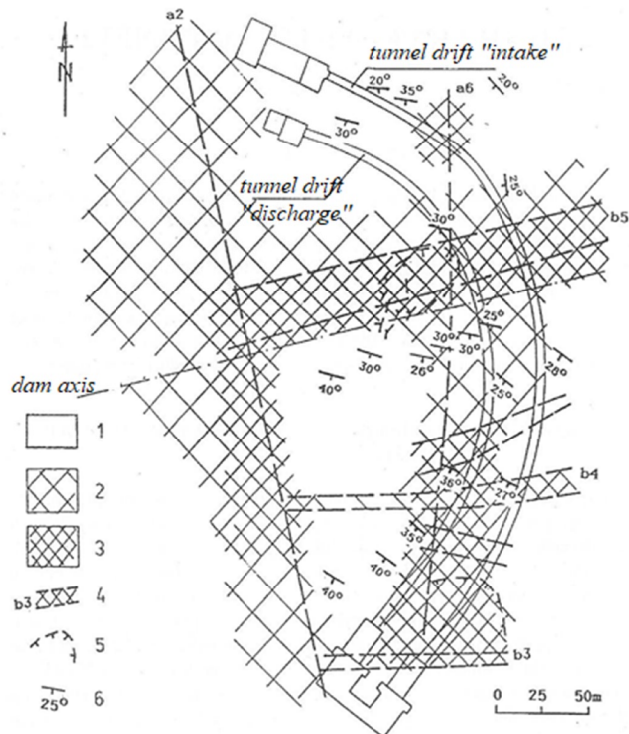 a2
tunnel drift "intake"
20°
35°
a6
20°
N
30°
tunnel drift
"discharge"
25°
30°
b5
25°
30°
30°
30°
26°
28°
dam axis
40°
25°
1
2
36°
27°
b4
3
35°
40°
40°
b3
4
5
b3
6
25°
0 25 50m